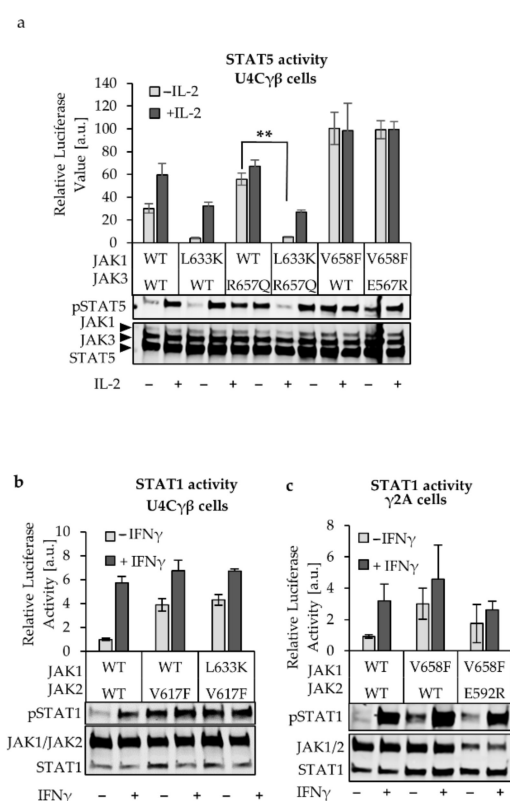 a
STAT5 activity
U4Cγβ cells
Relative Luciferase
Value [a.u.]
140
120
100
80
60
40
20
0
–IL-2
+IL-2
**
JAK1 WT L633K WT L633K V658F V658F
JAK3 WT WT R657Q R657Q WT E567R
pSTAT5
JAK1
JAK3
STAT5
IL-2 – + – + + – + – + – + – +
b
STAT1 activity
U4Cγβ cells
Relative Luciferase
Activity [a.u.]
10
8
6
4
2
0
–IFNγ
+ IFNγ
JAK1 WT WT L633K
JAK2 WT V617F V617F
pSTAT1
JAK1/JAK2
STAT1
IFNγ – + – + – +
c
STAT1 activity
γ2A cells
Relative Luciferase
Activity [a.u.]
8
6
4
2
0
–IFNγ
+ IFNγ
JAK1 WT V658F V658F
JAK2 WT WT E592R
pSTAT1
JAK1/2
STAT1
IFNγ – + – + – +